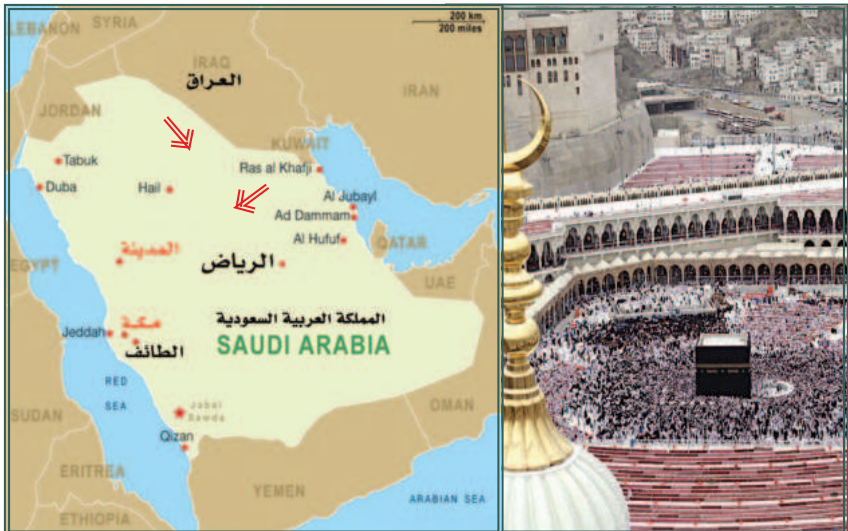 200 km
200 miles
SYRIA
LEBANON
IRAQ
العراق
IRAN
JORDAN
KUWAIT
Tabuk
Ras al Khafji
Duba
Hail
Al Jubayl
Ad Dammam
Al Hufuf
QATAR
المدينة
الرياض
EGYPT
UAE
المملكة العربية السعودية
Jeddah
مكة
الطائف
SAUDI ARABIA
RED
SEA
Jabal
Sawda
OMAN
SUDAN
Qizan
ERITREA
YEMEN
ARABIAN SEA
ETHIOPIA